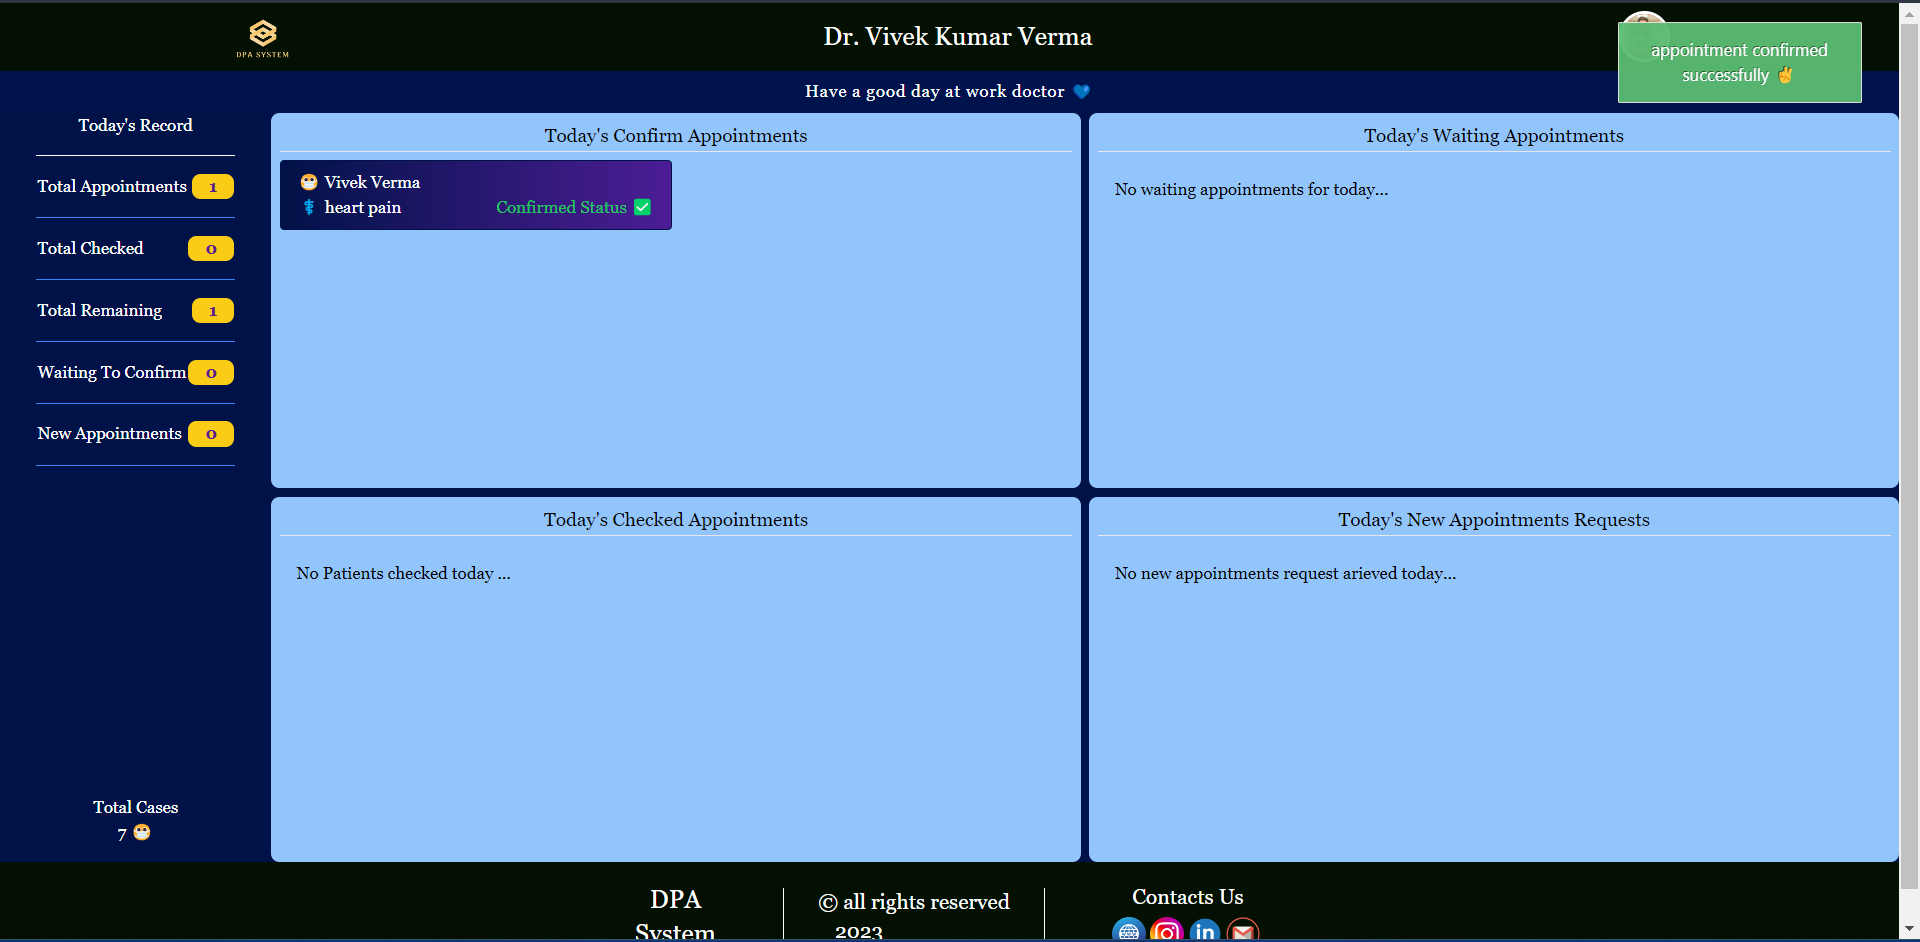 DPA SYSTEM
Dr. Vivek Kumar Verma
appointment confirmed
successfully ✌
Have a good day at work doctor 💙
Today's Record
Total Appointments 1
Total Checked 0
Total Remaining 1
Waiting To Confirm 0
New Appointments 0
Total Cases
7 😷
Today's Confirm Appointments
😷 Vivek Verma
⚕ heart pain
Confirmed Status ✅
Today's Waiting Appointments
No waiting appointments for today...
Today's Checked Appointments
No Patients checked today ...
Today's New Appointments Requests
No new appointments request arieved today...
DPA
System
© all rights reserved
2023
Contacts Us
in